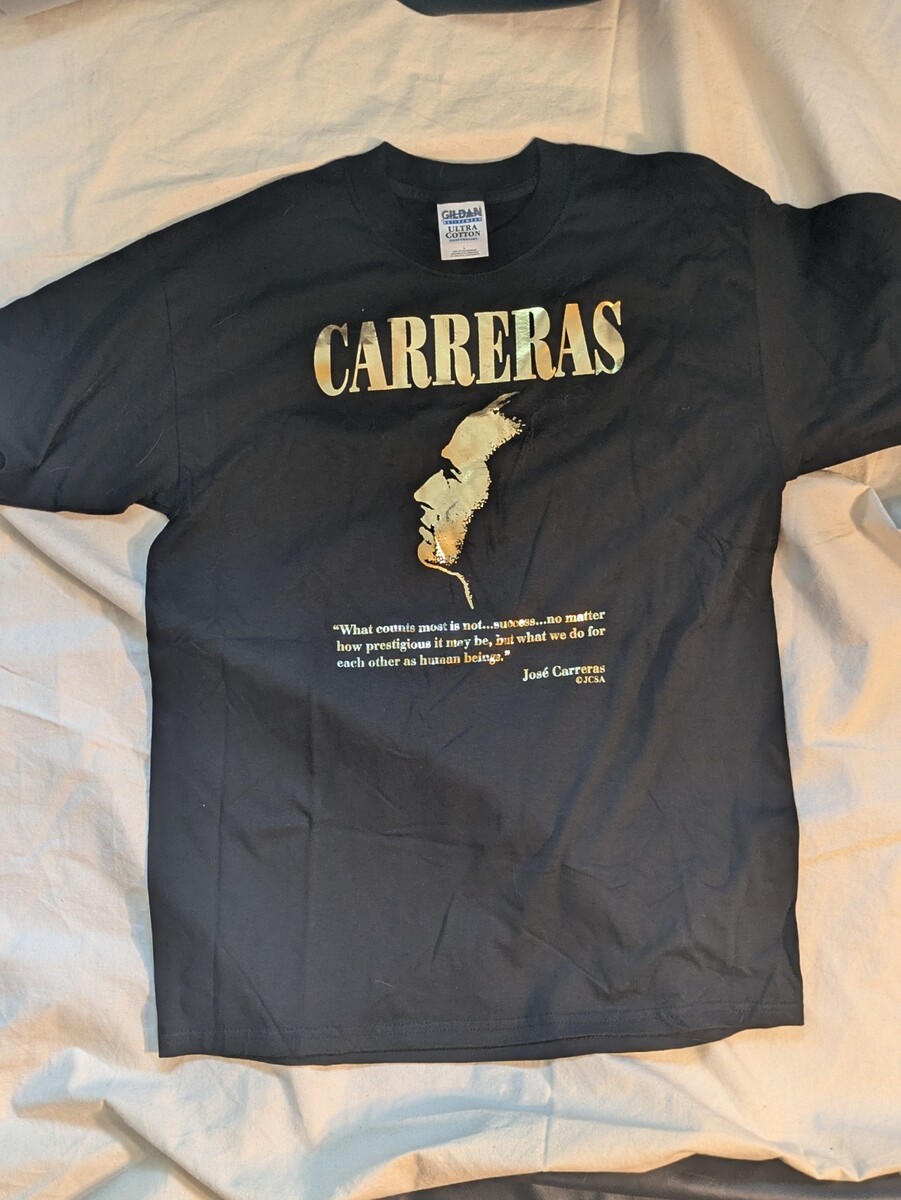 GILDAN
ULTRA
COTTON
CARRERAS
“What counts most is not...success...no matter
how prestigious it may be, but what we do for
each other as human beings.”
José Carreras
©JCSA